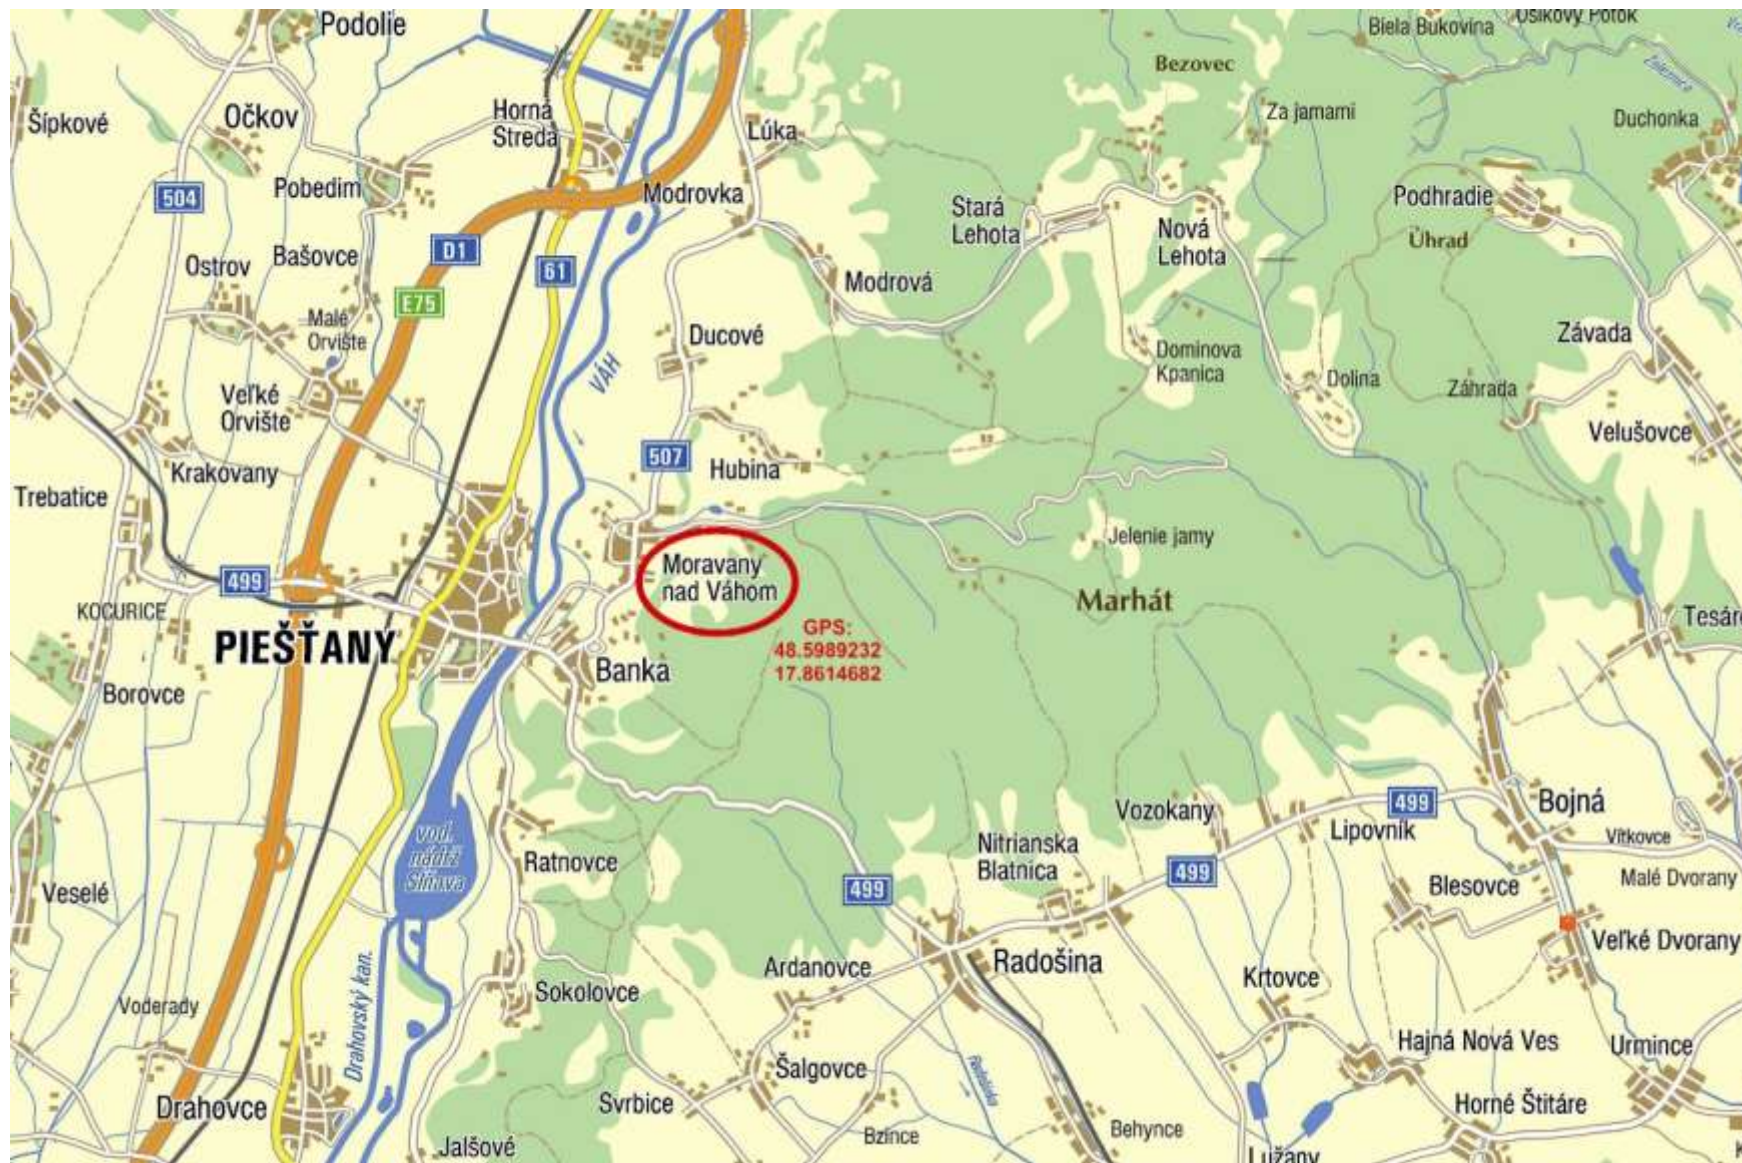 Podolie
Biela Bukovina
Bezovec
Železnica
Šípkové
Očkov
Horná
Streda
Lúka
Za jamami
Duchonka
504
Pobedim
Modrovka
Stará
Lehota
Podhradie
Nová
Lehota
Úhrad
D1
61
Bašovce
Ostrov
Modrová
E75
Malé
Orvište
Ducové
VÁH
Dominova
Kpanica
Závada
Dolina
Záhrada
Veľké
Orvište
Velušovce
507
Hubina
Krakovany
Trebatice
Jelenie jamy
Moravany
nad Váhom
499
KOCURICE
Marhát
GPS:
48.5989232
17.8614682
PIEŠŤANY
Banka
Borovce
vod.
nádrž
Sĺňava
Vozokany
499
Bojná
Lipovník
Vítkovce
Nitrianska
Blatnica
Ratnovce
499
499
Blesovce
Malé Dvorany
Veselé
Veľké Dvorany
Ardanovce
Radošina
Krtovce
Sokolovce
Voderady
Drahovský kan.
Hajná Nová Ves
Urmince
Šalgovce
Svrbice
Drahovce
Horné Štitáre
Bzince
Behynce
Jalšové
Lužany